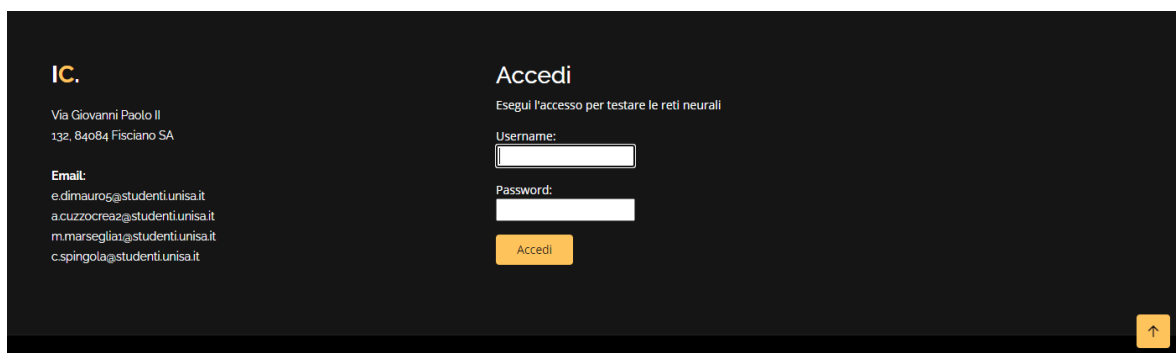 IC.
Via Giovanni Paolo II
132, 84084 Fisciano SA
Email:
e.dimauro5@studenti.unisa.it
a.cuzzocrea2@studenti.unisa.it
m.marseglia1@studenti.unisa.it
c.spingola@studenti.unisa.it
Accedi
Esegui l'accesso per testare le reti neurali
Username:
Password:
Accedi